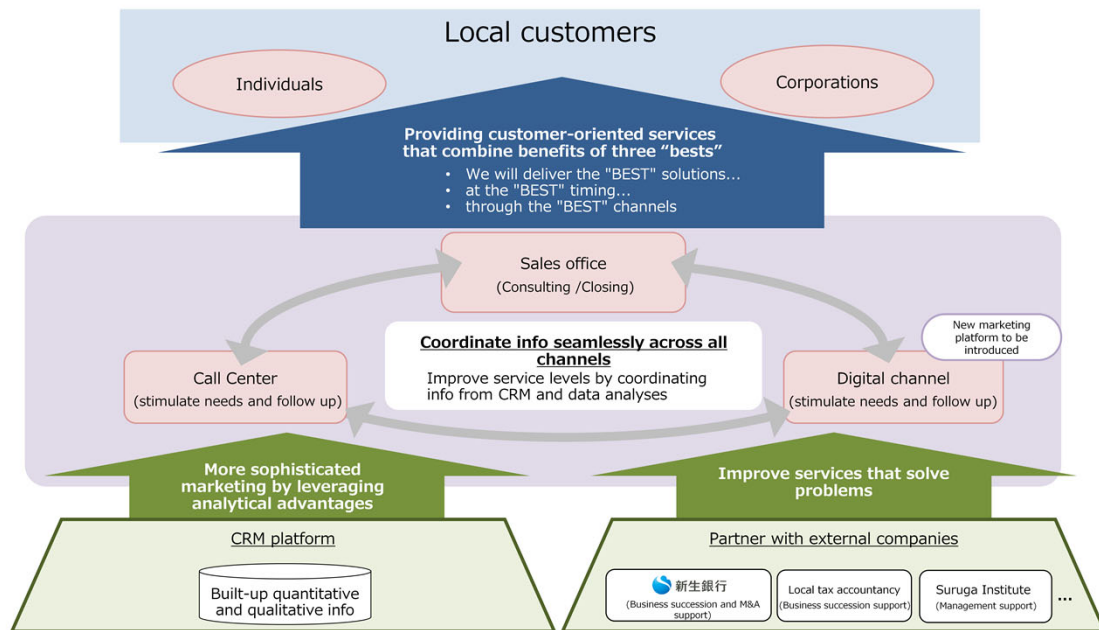 Local customers
Individuals
Corporations
Providing customer-oriented services
that combine benefits of three “bests”
• We will deliver the "BEST" solutions...
• at the "BEST" timing...
• through the "BEST" channels
Sales office
(Consulting /Closing)
New marketing
platform to be
introduced
Coordinate info seamlessly across all
channels
Improve service levels by coordinating
info from CRM and data analyses
Call Center
(stimulate needs and follow up)
Digital channel
(stimulate needs and follow up)
More sophisticated
marketing by leveraging
analytical advantages
Improve services that solve
problems
CRM platform
Built-up quantitative
and qualitative info
Partner with external companies
新生銀行
(Business succession and M&A
support)
Local tax accountancy
(Business succession support)
Suruga Institute
(Management support)
...